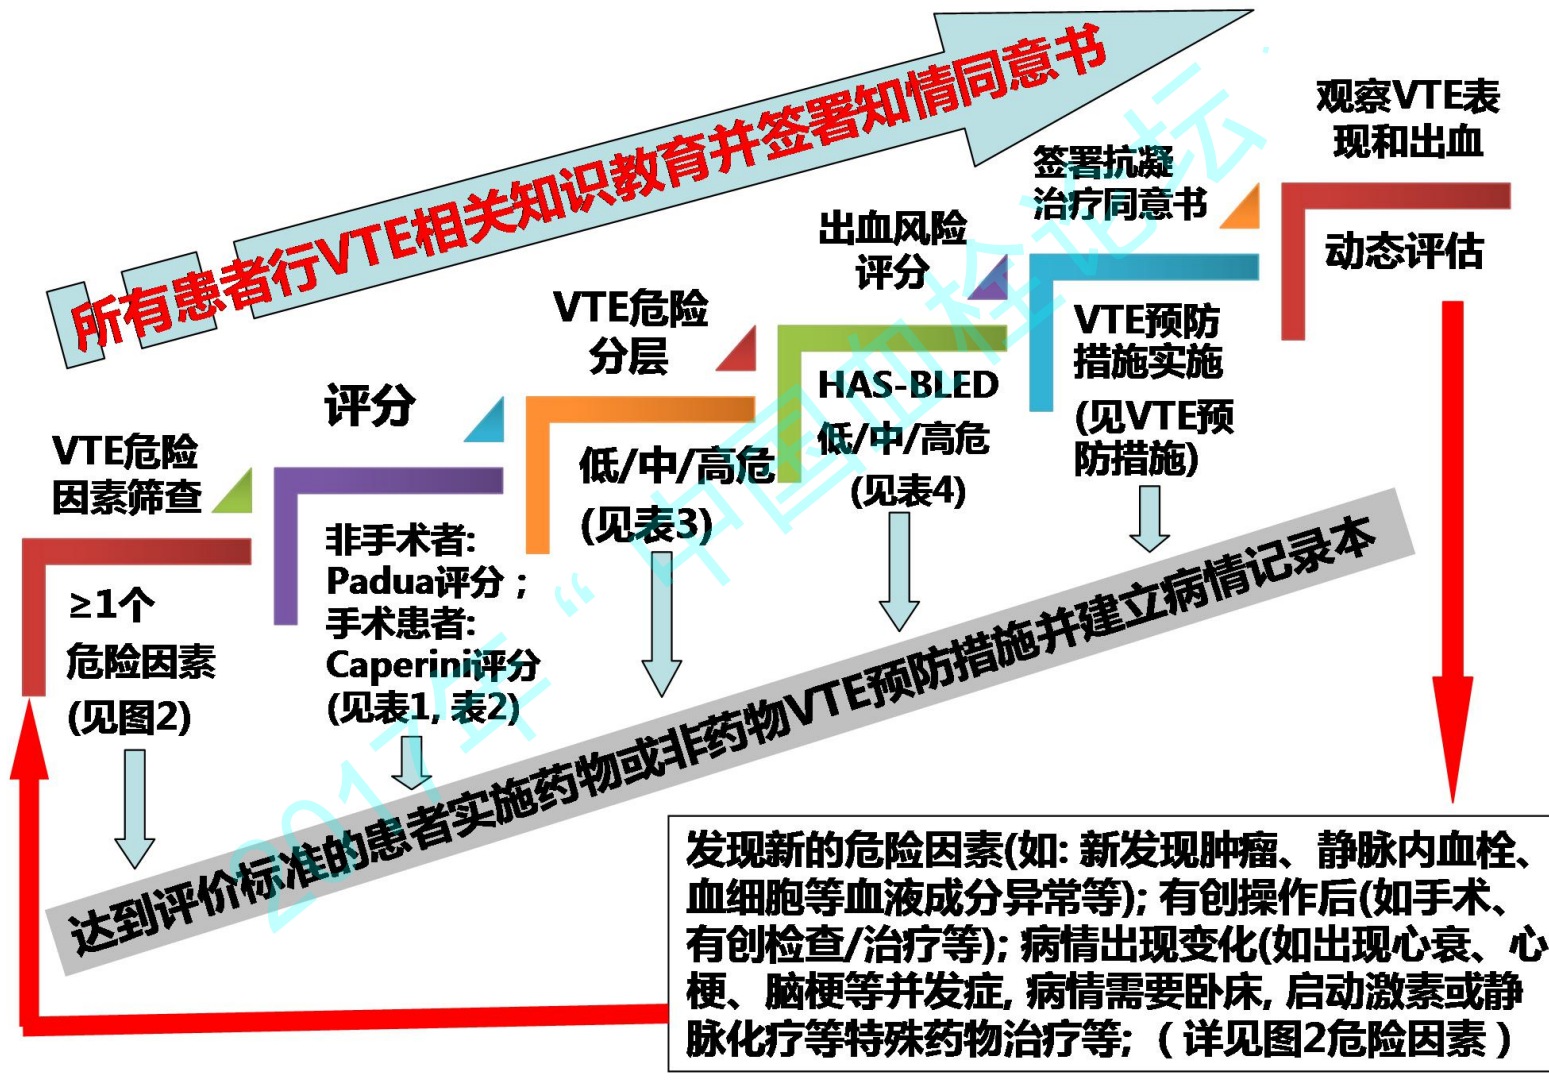 所有患者行VTE相关知识教育并签署知情同意书
VTE危险
因素筛查
≥1个
危险因素
(见图2)
评分
非手术者:
Padua评分；
手术患者:
Caperini评分
(见表1, 表2)
VTE危险
分层
低/中/高危
(见表3)
出血风险
评分
HAS-BLED
低/中/高危
(见表4)
签署抗凝
治疗同意书
VTE预防
措施实施
(见VTE预
防措施)
观察VTE表
现和出血
动态评估
达到评价标准的患者实施药物或非药物VTE预防措施并建立病情记录本
发现新的危险因素(如: 新发现肿瘤、静脉内血栓、
血细胞等血液成分异常等); 有创操作后(如手术、
有创检查/治疗等); 病情出现变化(如出现心衰、心
梗、脑梗等并发症, 病情需要卧床, 启动激素或静
脉化疗等特殊药物治疗等; （详见图2危险因素）
2017年“中国血栓论坛